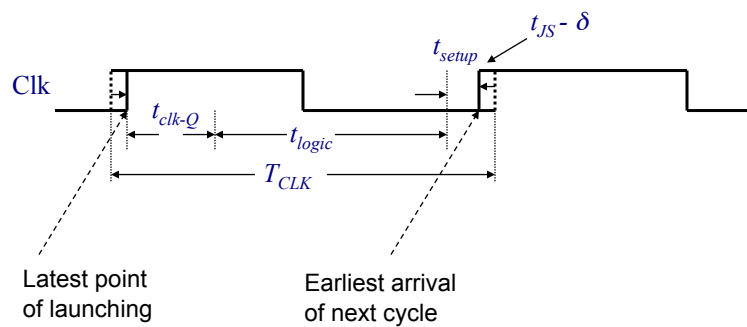 t_JS - δ
t_setup
Clk
t_clk-Q
t_logic
T_CLK
Latest point
of launching
Earliest arrival
of next cycle